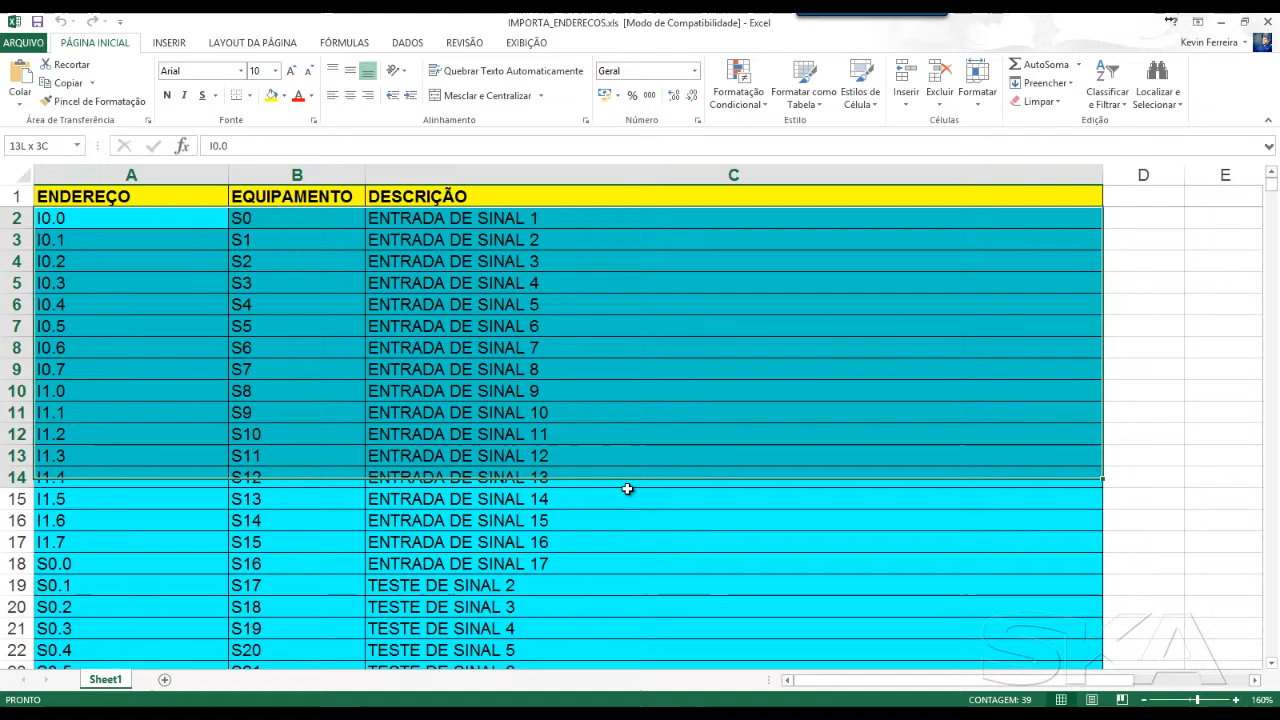 IMPORTA_ENDERECOS.xls [Modo de Compatibilidade] - Excel
ARQUIVO PÁGINA INICIAL INSERIR LAYOUT DA PÁGINA FÓRMULAS DADOS REVISÃO EXIBIÇÃO Kevin Ferreira
Colar
Recortar
Copiar
Pincel de Formatação
Área de Transferência
Arial 10
N I S
Fonte
Quebrar Texto Automaticamente
Mesclar e Centralizar
Alinhamento
Geral
% 000
Número
Formatação Condicional
Formatar como Tabela
Estilos de Célula
Estilo
Inserir
Excluir
Formatar
Células
AutoSoma
Preencher
Limpar
Classificar e Filtrar
Localizar e Selecionar
Edição
13L x 3C fx I0.0
A B C D E
1 ENDEREÇO EQUIPAMENTO DESCRIÇÃO
2 I0.0 S0 ENTRADA DE SINAL 1
3 I0.1 S1 ENTRADA DE SINAL 2
4 I0.2 S2 ENTRADA DE SINAL 3
5 I0.3 S3 ENTRADA DE SINAL 4
6 I0.4 S4 ENTRADA DE SINAL 5
7 I0.5 S5 ENTRADA DE SINAL 6
8 I0.6 S6 ENTRADA DE SINAL 7
9 I0.7 S7 ENTRADA DE SINAL 8
10 I1.0 S8 ENTRADA DE SINAL 9
11 I1.1 S9 ENTRADA DE SINAL 10
12 I1.2 S10 ENTRADA DE SINAL 11
13 I1.3 S11 ENTRADA DE SINAL 12
14 I1.4 S12 ENTRADA DE SINAL 13
15 I1.5 S13 ENTRADA DE SINAL 14
16 I1.6 S14 ENTRADA DE SINAL 15
17 I1.7 S15 ENTRADA DE SINAL 16
18 S0.0 S16 ENTRADA DE SINAL 17
19 S0.1 S17 TESTE DE SINAL 2
20 S0.2 S18 TESTE DE SINAL 3
21 S0.3 S19 TESTE DE SINAL 4
22 S0.4 S20 TESTE DE SINAL 5
SKA
Sheet1
PRONTO CONTAGEM: 39 160%